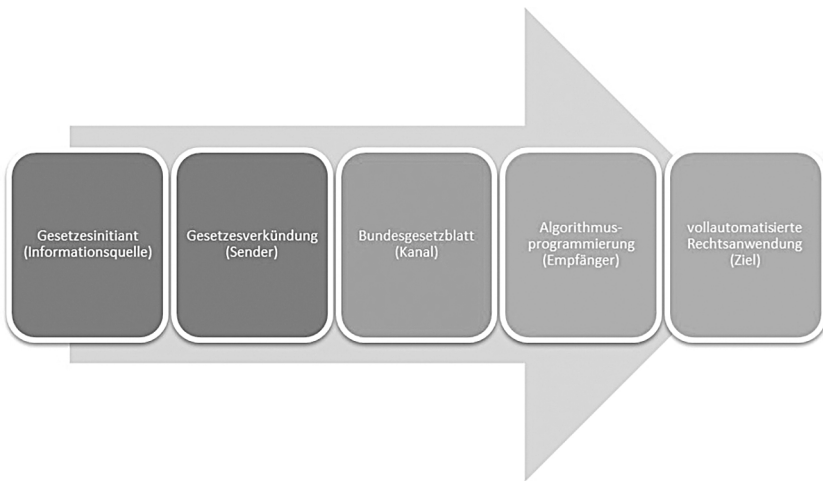 Gesetzesinitiant
(Informationsquelle)
Gesetzesverkündung
(Sender)
Bundesgesetzblatt
(Kanal)
Algorithmus-
programmierung
(Empfänger)
vollautomatisierte
Rechtsanwendung
(Ziel)